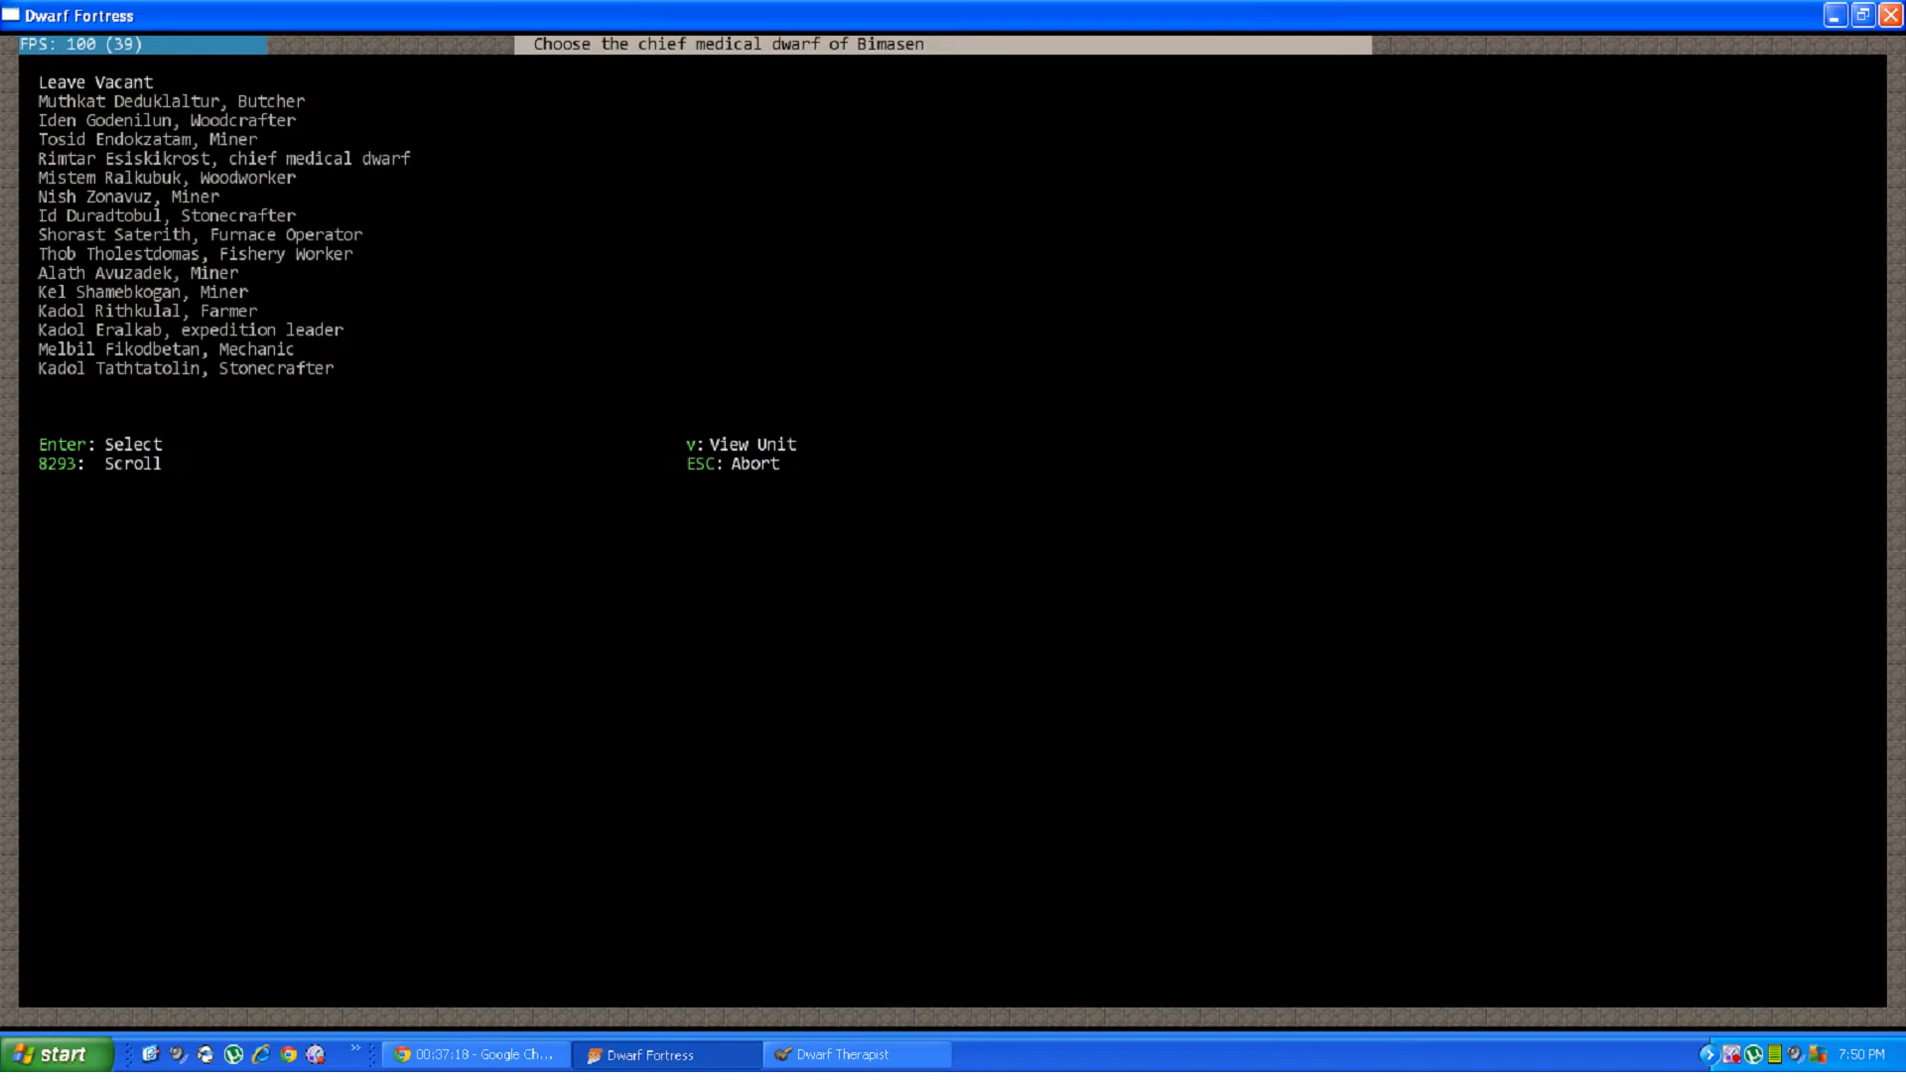 Dwarf Fortress
FPS: 100 (39)
Choose the chief medical dwarf of Bimasen
Leave Vacant
Muthkat Deduklaltur, Butcher
Iden Godenilun, Woodcrafter
Tosid Endokzatam, Miner
Rimtar Esiskikrost, chief medical dwarf
Mistem Ralkubuk, Woodworker
Nish Zonavuz, Miner
Id Duradtobul, Stonecrafter
Shorast Saterith, Furnace Operator
Thob Tholestdomas, Fishery Worker
Alath Avuzadek, Miner
Kel Shamebkogan, Miner
Kadol Rithkulal, Farmer
Kadol Eralkab, expedition leader
Melbil Fikodbetan, Mechanic
Kadol Tathtatolin, Stonecrafter
Enter: Select
v: View Unit
8293: Scroll
ESC: Abort
start
00:37:18 - Google Ch...
Dwarf Fortress
Dwarf Therapist
7:50 PM